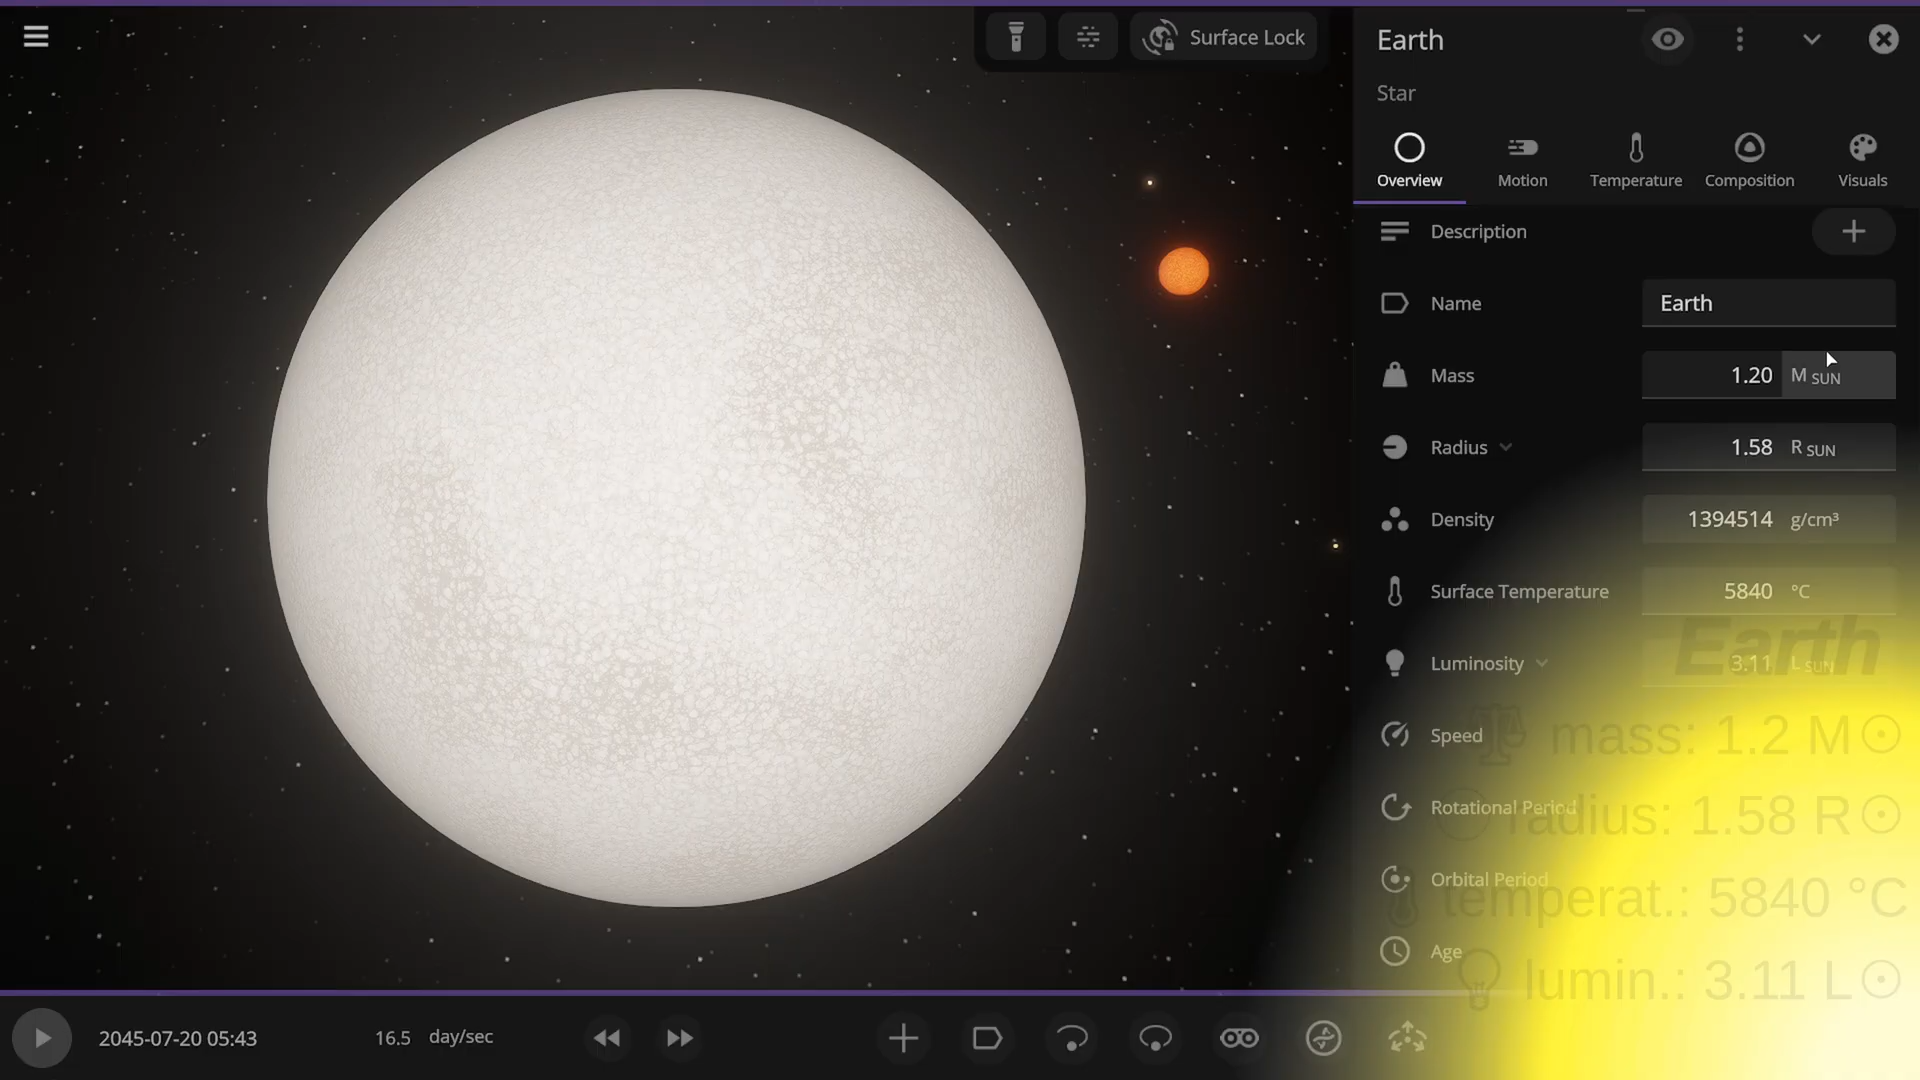 Surface Lock
Earth
Star
Overview
Motion
Temperature
Composition
Visuals
Description
Name
Earth
Mass
1.20 M SUN
Radius
1.58 R SUN
Density
1394514 g/cm³
Surface Temperature
5840 °C
Luminosity
3.11 L SUN
Earth
Speed
mass: 1.2 M☉
Rotational Period
radius: 1.58 R☉
Orbital Period
temperat.: 5840 °C
Age
lumin.: 3.11 L☉
2045-07-20 05:43
16.5 day/sec